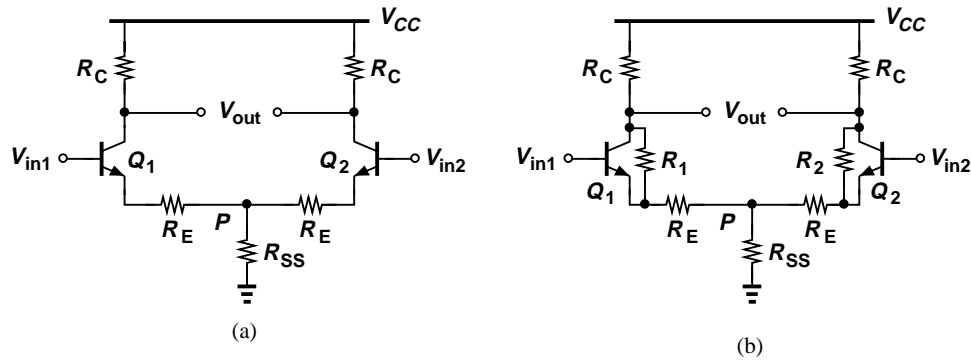 V_CC
R_C R_C
V_out
V_in1 Q_1 Q_2 V_in2
R_E P R_E
R_SS
(a)
V_CC
R_C R_C
V_out
V_in1 R_1 R_2 V_in2
Q_1 Q_2
R_E P R_E
R_SS
(b)